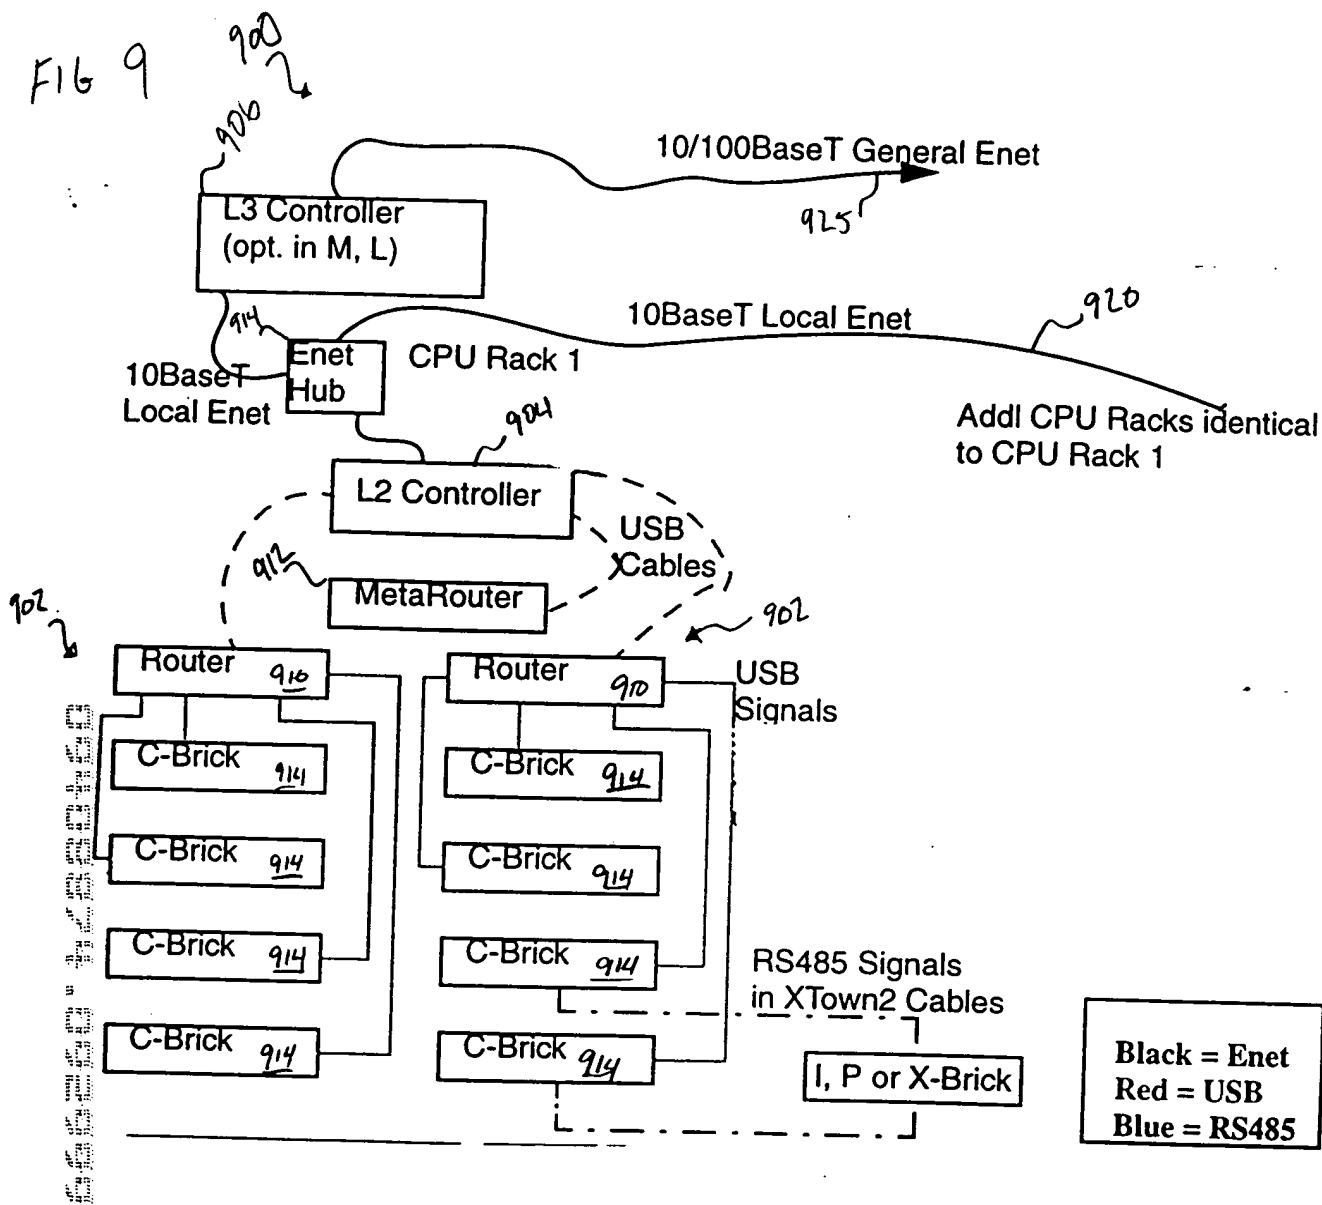 FIG 9
900
906
10/100BaseT General Enet
925
L3 Controller
(opt. in M, L)
914
10BaseT Local Enet
920
Enet
Hub
CPU Rack 1
10BaseT
Local Enet
Addl CPU Racks identical
to CPU Rack 1
904
L2 Controller
USB
Cables
912
MetaRouter
902
902
Router 910
Router 910
USB
Signals
C-Brick 914
C-Brick 914
C-Brick 914
C-Brick 914
C-Brick 914
C-Brick 914
RS485 Signals
in XTown2 Cables
C-Brick 914
C-Brick 914
I, P or X-Brick
Black = Enet
Red = USB
Blue = RS485